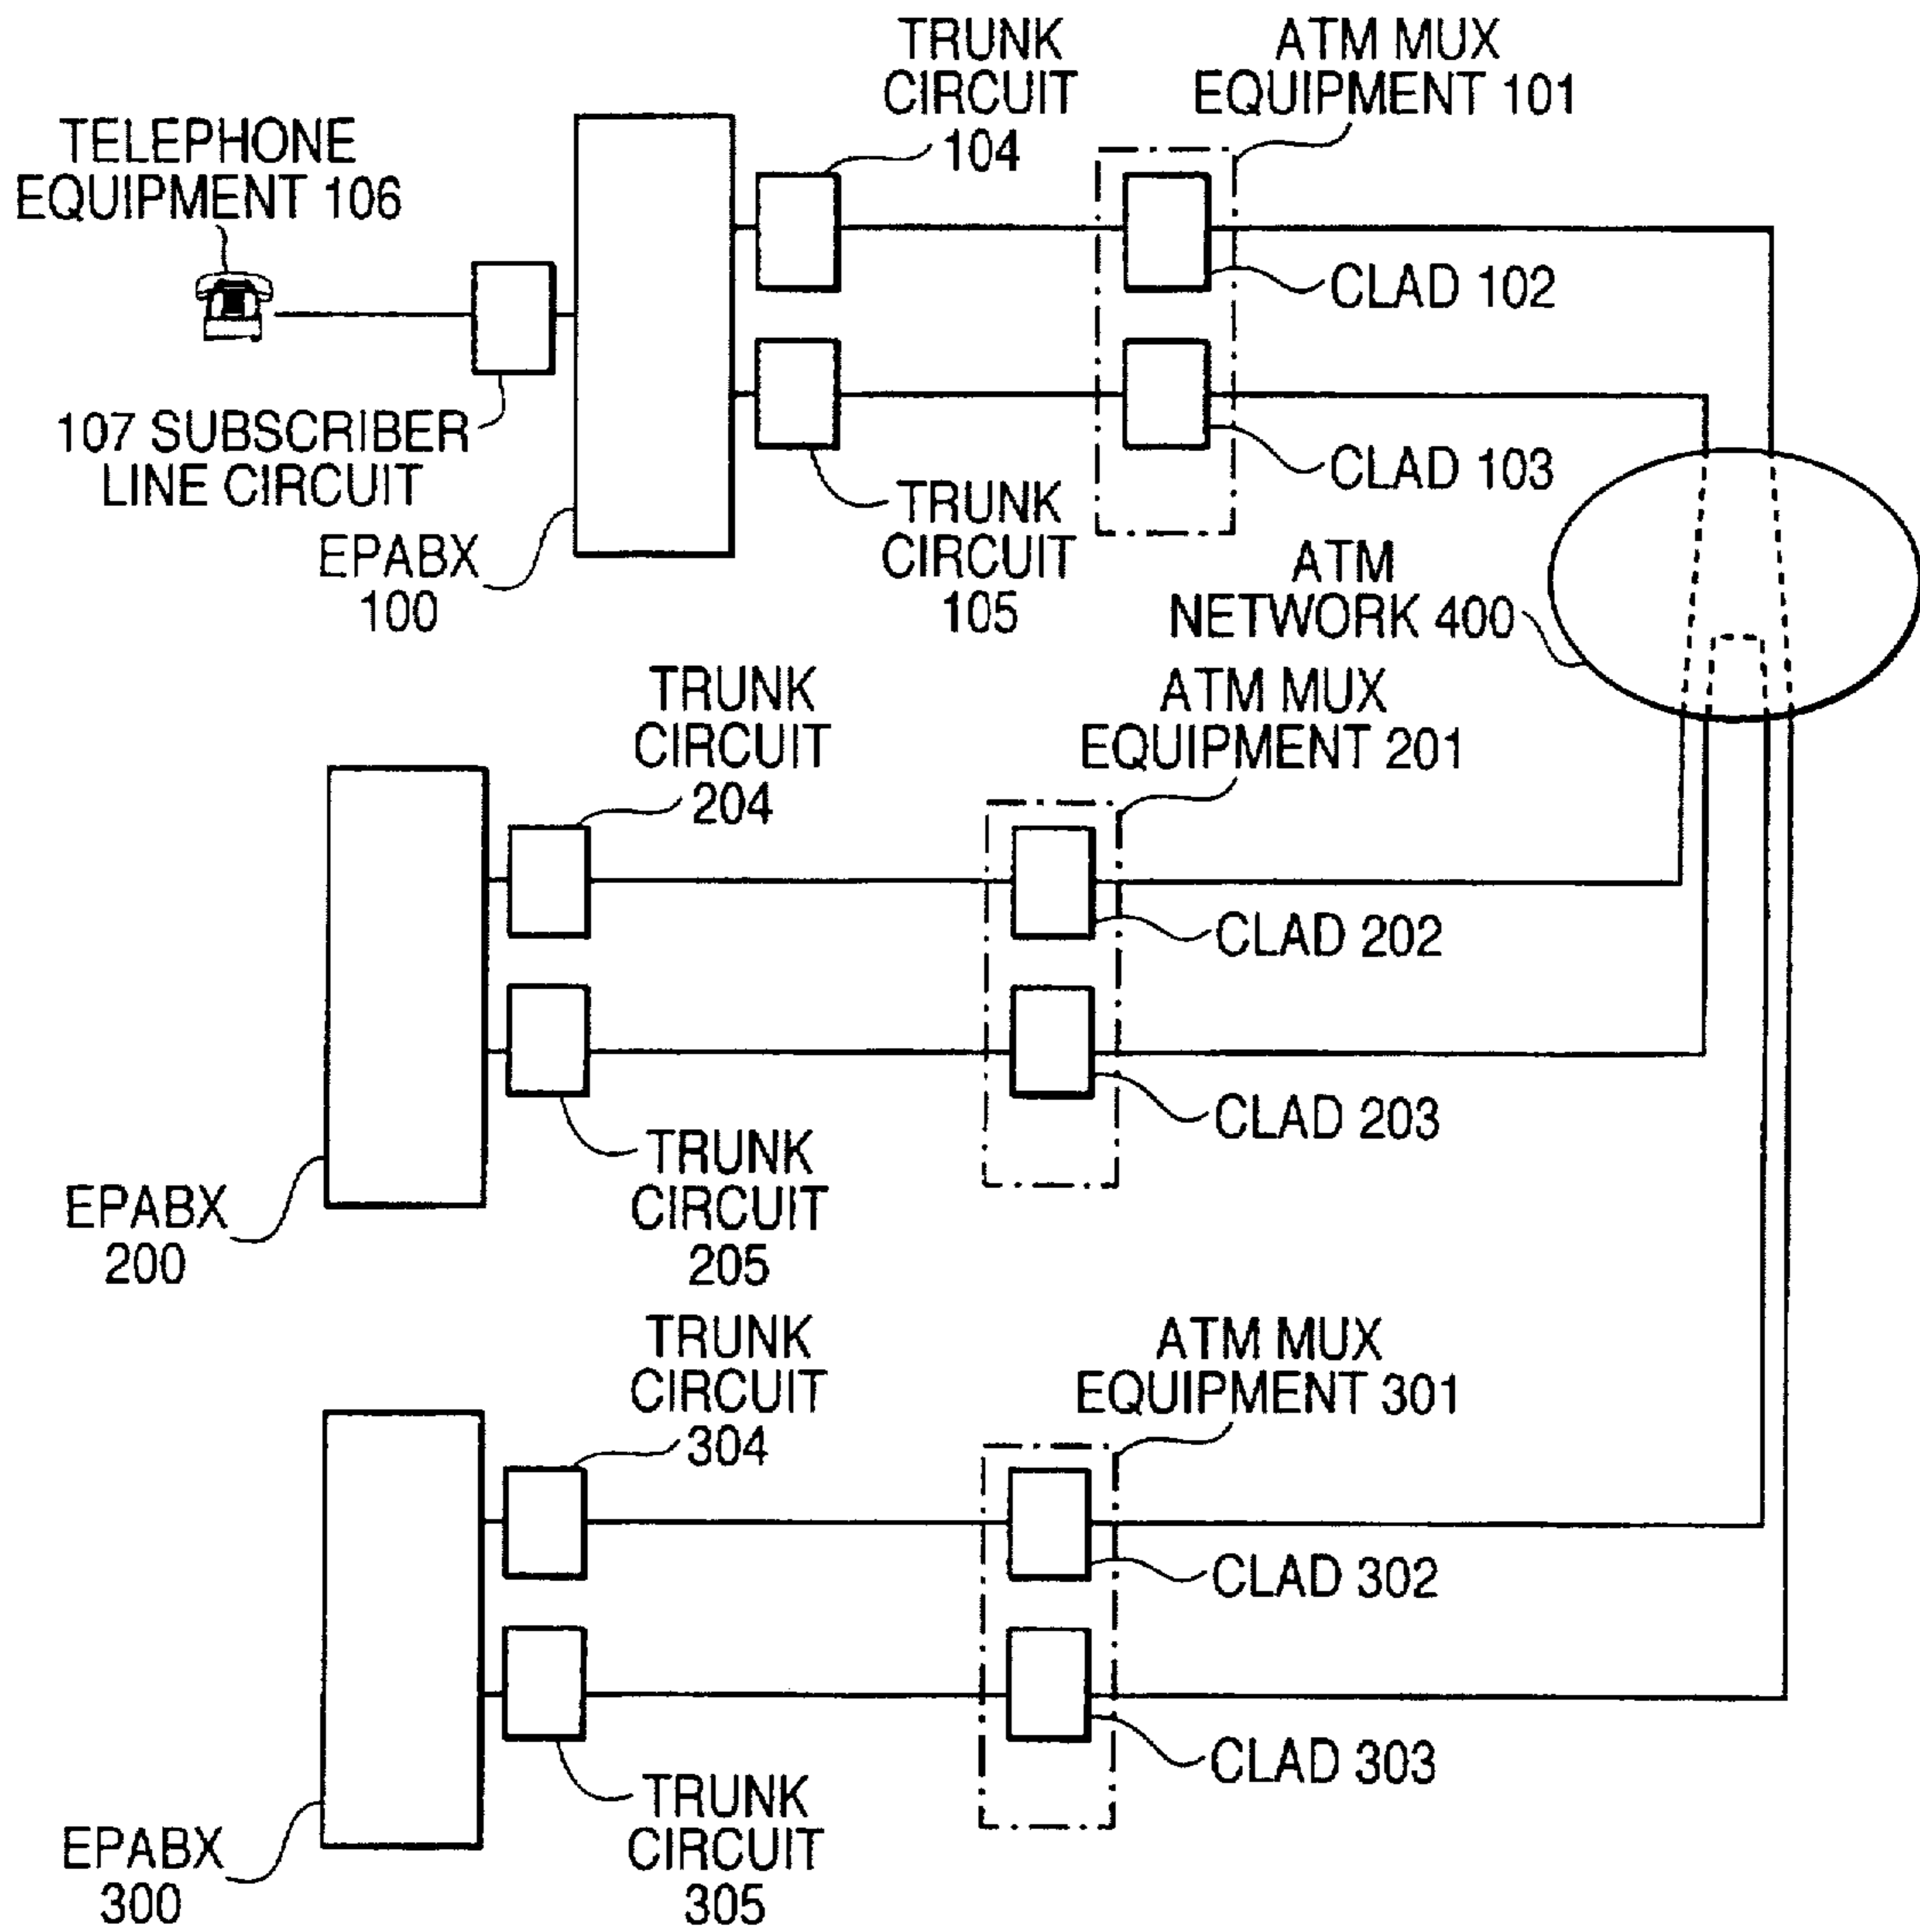 TRUNK
CIRCUIT
104
ATM MUX
EQUIPMENT 101
TELEPHONE
EQUIPMENT 106
CLAD 102
107 SUBSCRIBER
LINE CIRCUIT
CLAD 103
TRUNK
CIRCUIT
105
EPABX
100
ATM
NETWORK 400
TRUNK
CIRCUIT
204
ATM MUX
EQUIPMENT 201
CLAD 202
CLAD 203
TRUNK
CIRCUIT
205
EPABX
200
TRUNK
CIRCUIT
304
ATM MUX
EQUIPMENT 301
CLAD 302
CLAD 303
TRUNK
CIRCUIT
305
EPABX
300